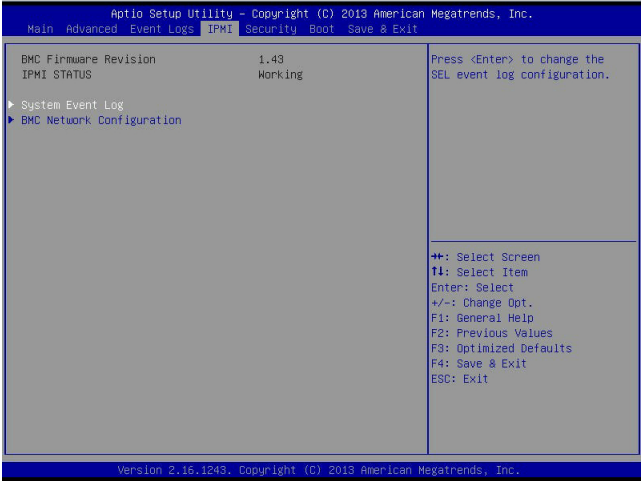 Aptio Setup Utility – Copyright (C) 2013 American Megatrends, Inc.
Main Advanced Event Logs IPMI Security Boot Save & Exit
BMC Firmware Revision 1.43
IPMI STATUS Working
▶ System Event Log
▶ BMC Network Configuration
Press <Enter> to change the
SEL event log configuration.
→←: Select Screen
↑↓: Select Item
Enter: Select
+/-: Change Opt.
F1: General Help
F2: Previous Values
F3: Optimized Defaults
F4: Save & Exit
ESC: Exit
Version 2.16.1243. Copyright (C) 2013 American Megatrends, Inc.